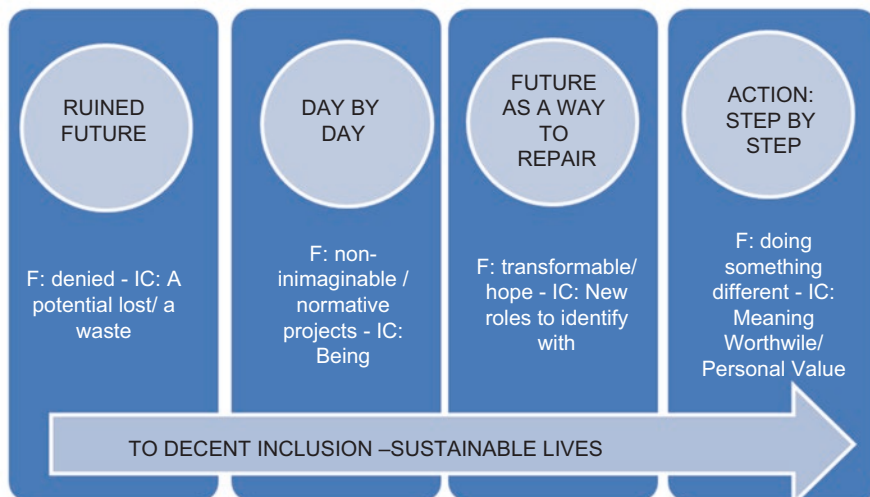 RUINED
FUTURE
F: denied - IC: A
potential lost/ a
waste
DAY BY
DAY
F: non-
inimaginable /
normative
projects - IC:
Being
FUTURE
AS A WAY
TO
REPAIR
F: transformable/
hope - IC: New
roles to identify
with
ACTION:
STEP BY
STEP
F: doing
something
different - IC:
Meaning
Worthwile/
Personal Value
TO DECENT INCLUSION –SUSTAINABLE LIVES